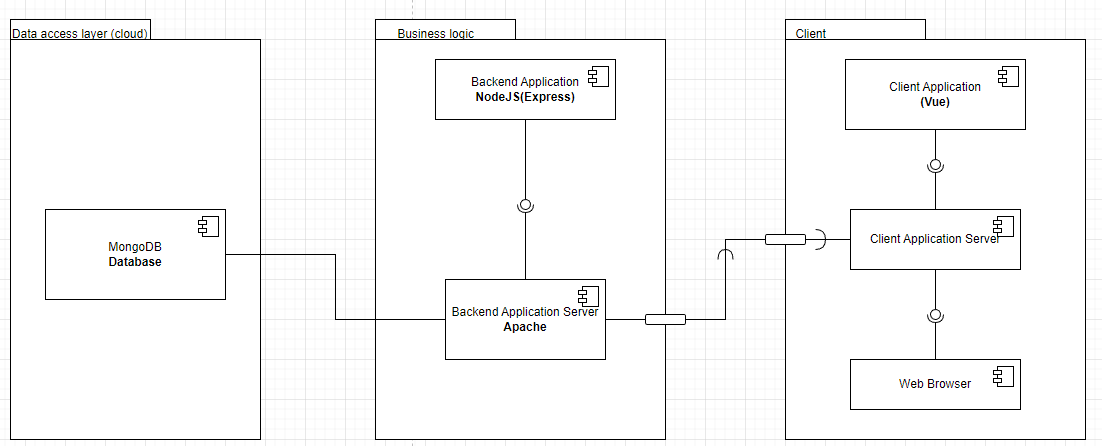 Data access layer (cloud)
MongoDB
Database
Business logic
Backend Application
NodeJS(Express)
Backend Application Server
Apache
Client
Client Application
(Vue)
Client Application Server
Web Browser